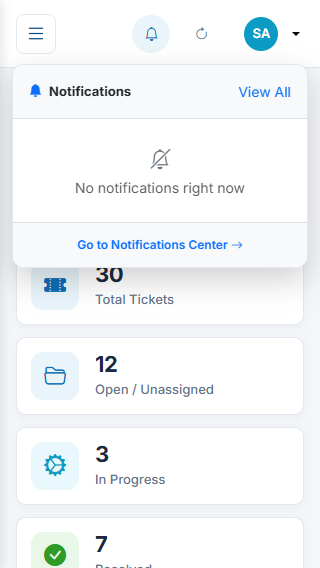 SA
Notifications
View All
No notifications right now
Go to Notifications Center →
30
Total Tickets
12
Open / Unassigned
3
In Progress
7
Resolved